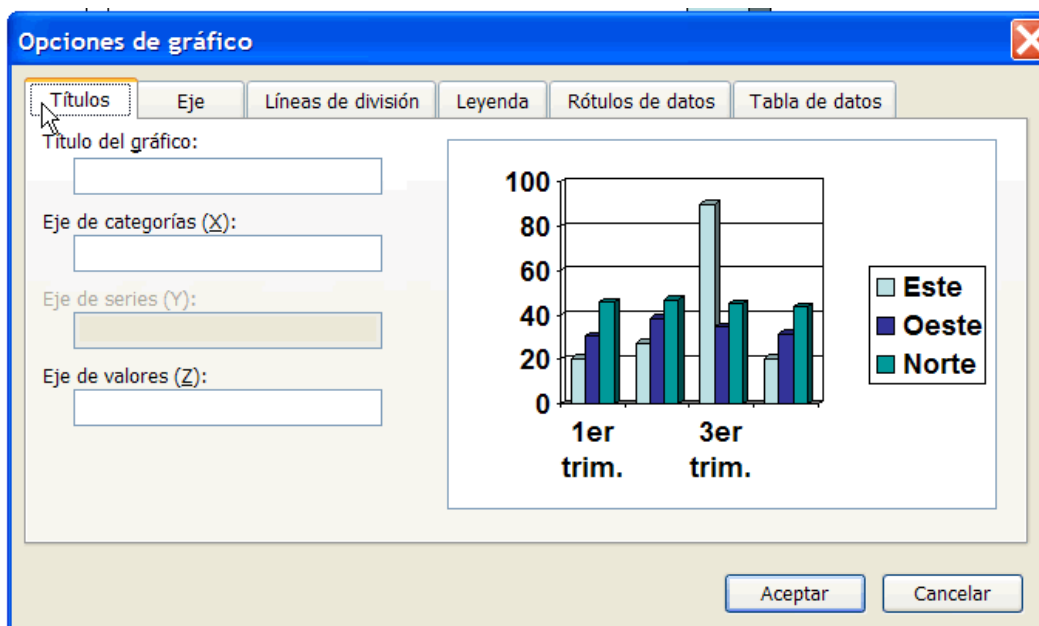 Opciones de gráfico
Títulos Eje Líneas de división Leyenda Rótulos de datos Tabla de datos
Título del gráfico:
Eje de categorías (X):
Eje de series (Y):
Eje de valores (Z):
100
80
60
40
20
0
1er trim.
3er trim.
Este
Oeste
Norte
Aceptar Cancelar